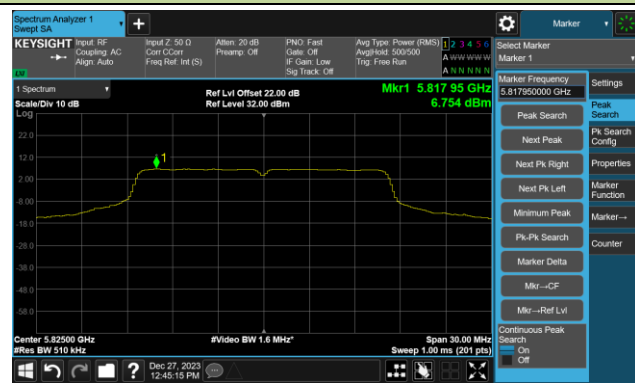 Spectrum Analyzer 1
Swept SA
Marker
KEYSIGHT
Input: RF
Coupling: AC
Align: Auto
Input Z: 50 Ω
Corr CCorr
Freq Ref: Int (S)
Atten: 20 dB
Preamp: Off
PNO: Fast
Gate: Off
IF Gain: Low
Sig Track: Off
Avg Type: Power (RMS)
Avg|Hold: 500/500
Trig: Free Run
1 2 3 4 5 6
A WW W W W
A N N N N N
Select Marker
Marker 1
LW
1 Spectrum
Scale/Div 10 dB
Log
Ref Lvl Offset 22.00 dB
Ref Level 32.00 dBm
Mkr1 5.817 95 GHz
6.754 dBm
22.0
12.0
2.00
-8.00
-18.0
-28.0
-38.0
-48.0
-58.0
1
Center 5.82500 GHz
#Res BW 510 kHz
#Video BW 1.6 MHz*
Span 30.00 MHz
Sweep 1.00 ms (201 pts)
Marker Frequency
5.817950000 GHz
Peak Search
Next Peak
Next Pk Right
Next Pk Left
Minimum Peak
Pk-Pk Search
Marker Delta
Mkr→CF
Mkr→Ref Lvl
Continuous Peak
Search
On
Off
Settings
Peak
Search
Pk Search
Config
Properties
Marker
Function
Marker→
Counter
?
Dec 27, 2023
12:45:15 PM